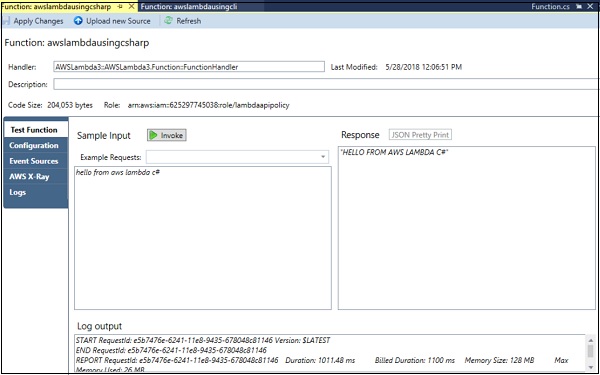 Function: awslambdausingcsharp
Function: awslambdausingcli
Function.cs
Apply Changes Upload new Source Refresh
Function: awslambdausingcsharp
Handler: AWSLambda3::AWSLambda3.Function::FunctionHandler Last Modified: 5/28/2018 12:06:51 PM
Description:
Code Size: 204,053 bytes Role: arn:aws:iam::625297745038:role/lambdaapipolicy
Test Function
Configuration
Event Sources
AWS X-Ray
Logs
Sample Input Invoke
Example Requests:
hello from aws lambda c#
Response JSON Pretty Print
"HELLO FROM AWS LAMBDA C#"
Log output
START RequestId: e5b7476e-6241-11e8-9435-678048c81146 Version: $LATEST
END RequestId: e5b7476e-6241-11e8-9435-678048c81146
REPORT RequestId: e5b7476e-6241-11e8-9435-678048c81146 Duration: 1011.48 ms Billed Duration: 1100 ms Memory Size: 128 MB Max
Memory Used: 26 MB